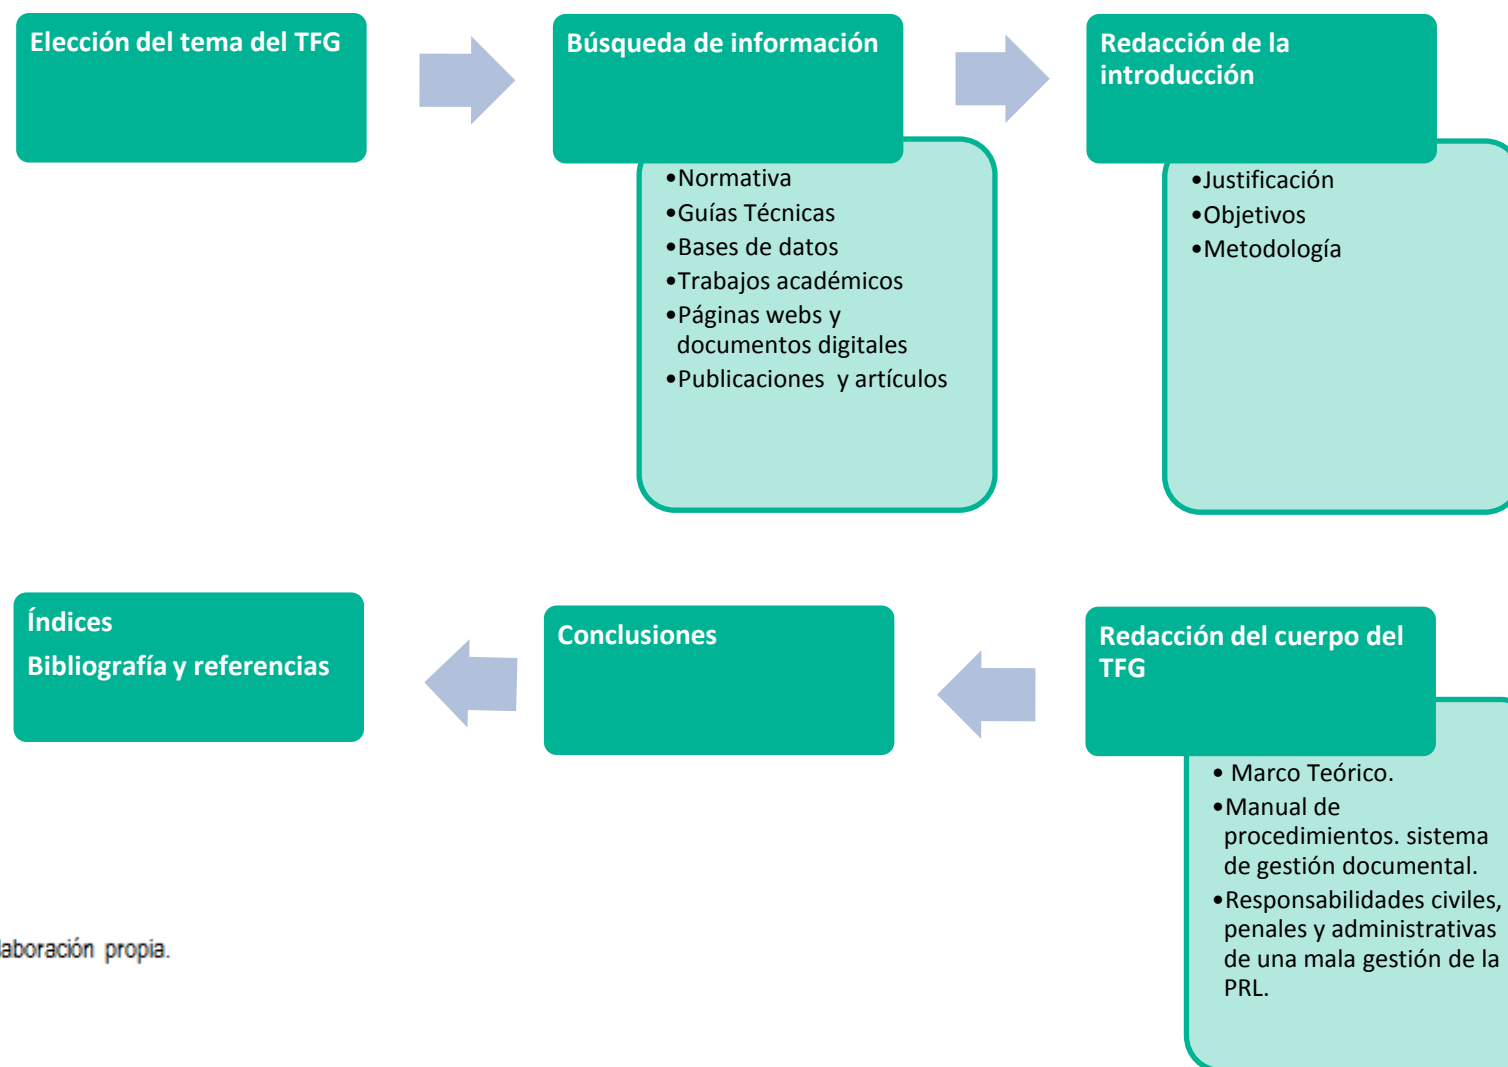 Elección del tema del TFG
Búsqueda de información
•Normativa
•Guías Técnicas
•Bases de datos
•Trabajos académicos
•Páginas webs y
documentos digitales
•Publicaciones y artículos
Redacción de la
introducción
•Justificación
•Objetivos
•Metodología
Redacción del cuerpo del
TFG
• Marco Teórico.
•Manual de
procedimientos. sistema
de gestión documental.
•Responsabilidades civiles,
penales y administrativas
de una mala gestión de la
PRL.
Conclusiones
Índices
Bibliografía y referencias
laboración propia.